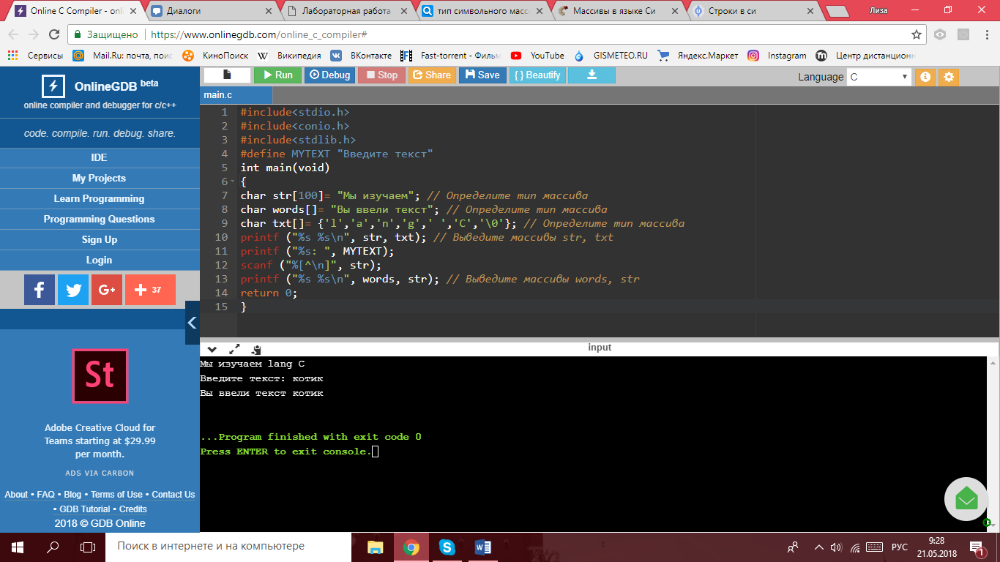 Online C Compiler - onli
Диалоги
Лабораторная работа
тип символьного масс
Массивы в языке Си
Строки в си
Лиза
Защищено
https://www.onlinegdb.com/online_c_compiler#
Сервисы
Mail.Ru: почта, поис
КиноПоиск
Википедия
ВКонтакте
Fast-torrent - Фильм
YouTube
GISMETEO.RU
Яндекс.Маркет
Instagram
Центр дистанционн
OnlineGDB beta
online compiler and debugger for c/c++
code. compile. run. debug. share.
IDE
My Projects
Learn Programming
Programming Questions
Sign Up
Login
37
St
Adobe Creative Cloud for
Teams starting at $29.99
per month.
ADS VIA CARBON
About • FAQ • Blog • Terms of Use • Contact Us
• GDB Tutorial • Credits
2018 © GDB Online
Run Debug Stop Share Save { } Beautify
Language C
main.c
1 #include<stdio.h>
2 #include<conio.h>
3 #include<stdlib.h>
4 #define MYTEXT "Введите текст"
5 int main(void)
6 {
7 char str[100]= "Мы изучаем"; // Определите тип массива
8 char words[]= "Вы ввели текст"; // Определите тип массива
9 char txt[]= {'l','a','n','g',' ','C','\0'}; // Определите тип массива
10 printf ("%s %s\n", str, txt); // Выведите массивы str, txt
11 printf ("%s: ", MYTEXT);
12 scanf ("%[^\n]", str);
13 printf ("%s %s\n", words, str); // Выведите массивы words, str
14 return 0;
15 }
input
Мы изучаем lang C
Введите текст: котик
Вы ввели текст котик
...Program finished with exit code 0
Press ENTER to exit console.
Поиск в интернете и на компьютере
РУС
9:28
21.05.2018
1